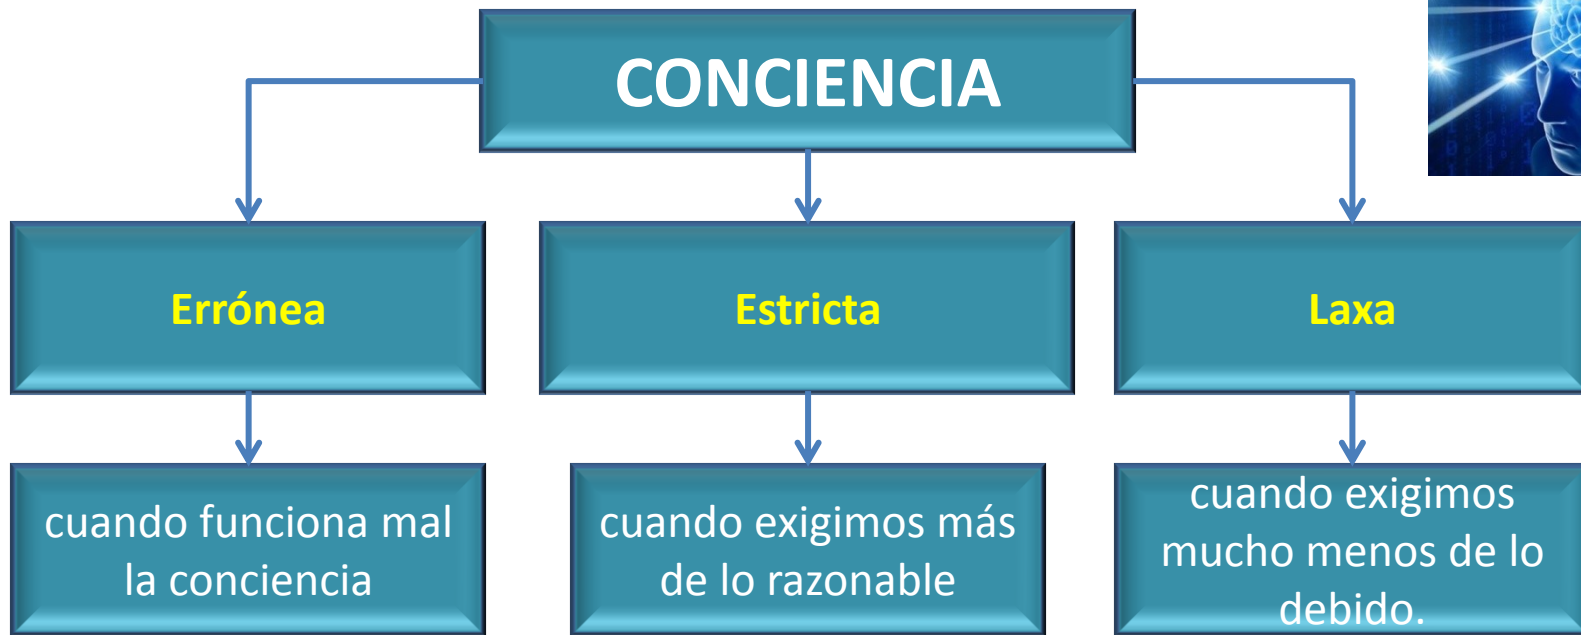 CONCIENCIA
Errónea
Estricta
Laxa
cuando funciona mal
la conciencia
cuando exigimos más
de lo razonable
cuando exigimos
mucho menos de lo
debido.